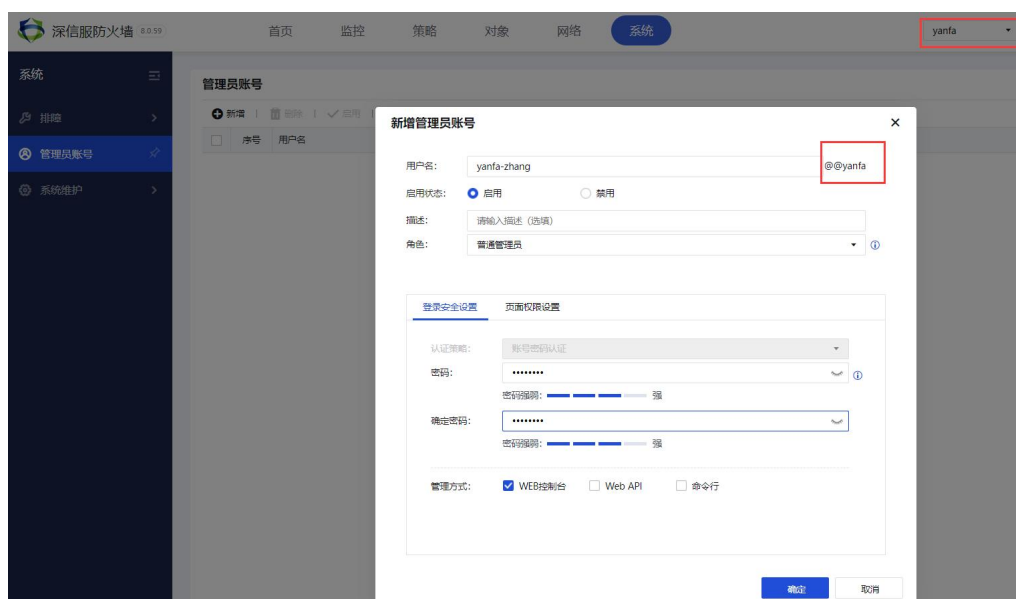 深信服防火墙 8.0.59 首页 监控 策略 对象 网络 系统 yanfa
系统
管理员账号
排障
新增 删除 启用
新增管理员账号
序号 用户名
管理员账号
用户名: yanfa-zhang @@yanfa
系统维护
启用状态: 启用 禁用
描述: 请输入描述（选填）
角色: 普通管理员
登录安全设置 页面权限设置
认证策略: 账号密码认证
密码: ••••••••
密码强弱: 强
确定密码: ••••••••
密码强弱: 强
管理方式: WEB控制台 Web API 命令行
确定 取消